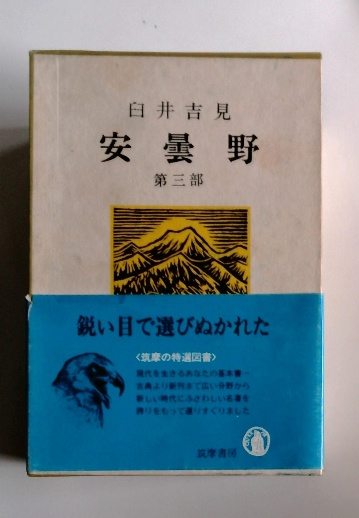 臼井吉見
安曇野
第三部
鋭い目で選びぬかれた
〈筑摩の特選図書〉
現代を生きるあなたの基本書…
古典より新刊まで広い分野から
新しい時代にふさわしい名著を
誇りをもって選りすぐりました
筑摩書房